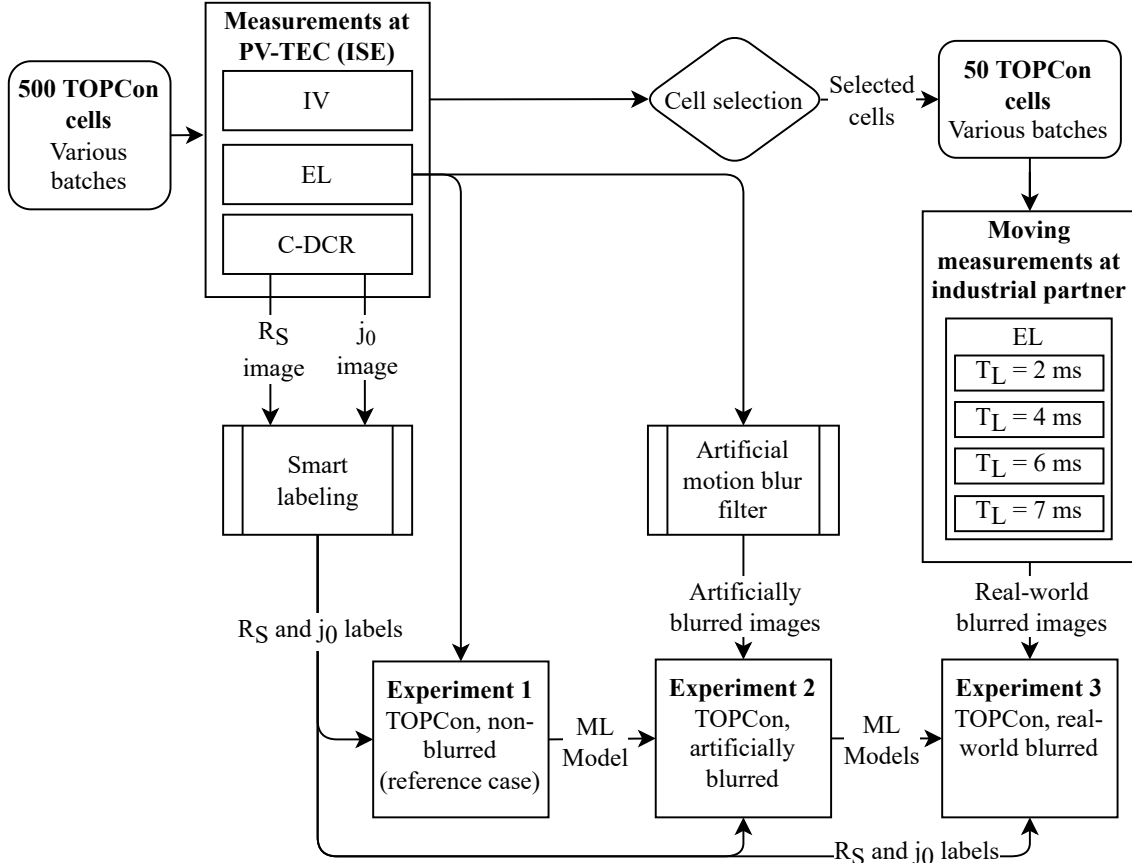 500 TOPCon
cells
Various
batches
Measurements at
PV-TEC (ISE)
IV
EL
C-DCR
Cell selection
Selected
cells
50 TOPCon
cells
Various batches
Moving
measurements at
industrial partner
EL
TL = 2 ms
TL = 4 ms
TL = 6 ms
TL = 7 ms
RS
image
j0
image
Smart
labeling
Artificial
motion blur
filter
RS and j0 labels
Artificially
blurred images
Real-world
blurred images
Experiment 1
TOPCon, non-
blurred
(reference case)
ML
Model
Experiment 2
TOPCon,
artificially
blurred
ML
Models
Experiment 3
TOPCon, real-
world blurred
RS and j0 labels